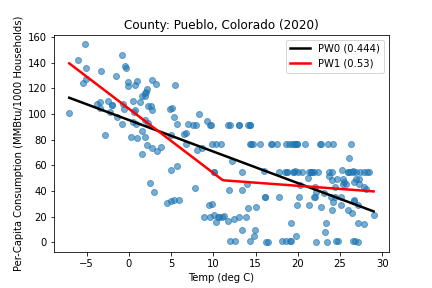 County: Pueblo, Colorado (2020)
PW0 (0.444)
PW1 (0.53)
Per-Capita Consumption (MMBtu/1000 Households)
160
140
120
100
80
60
40
20
0
−5 0 5 10 15 20 25 30
Temp (deg C)